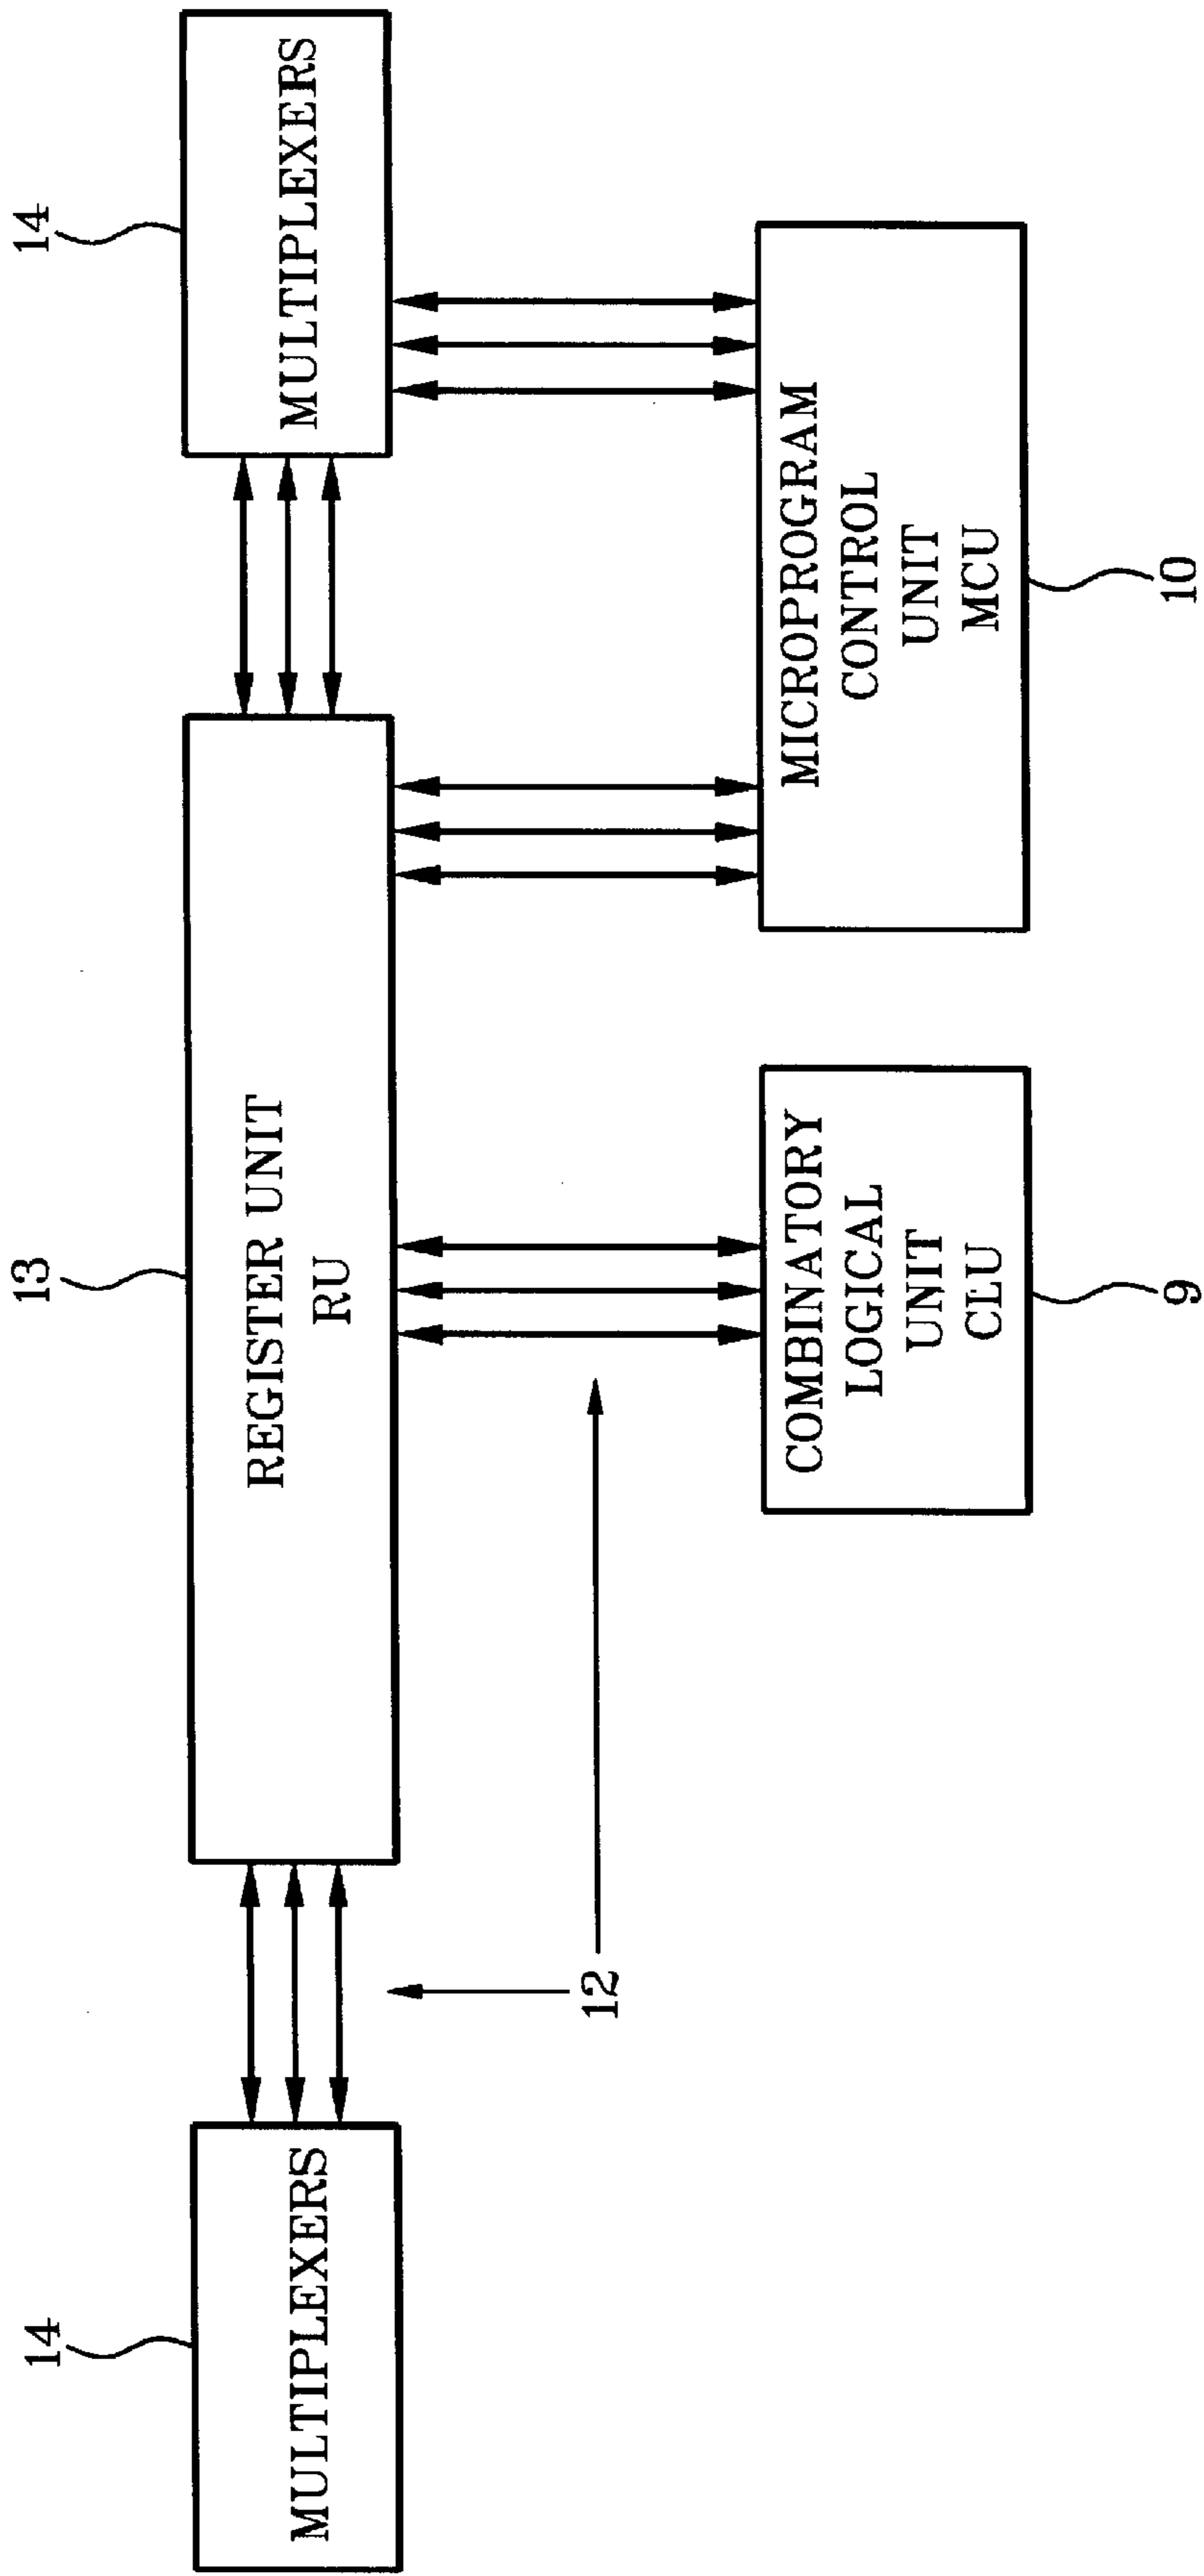 14
13
14
MULTIPLEXERS
REGISTER UNIT
RU
MULTIPLEXERS
12
COMBINATORY
LOGICAL
UNIT
CLU
MICROPROGRAM
CONTROL
UNIT
MCU
9
10